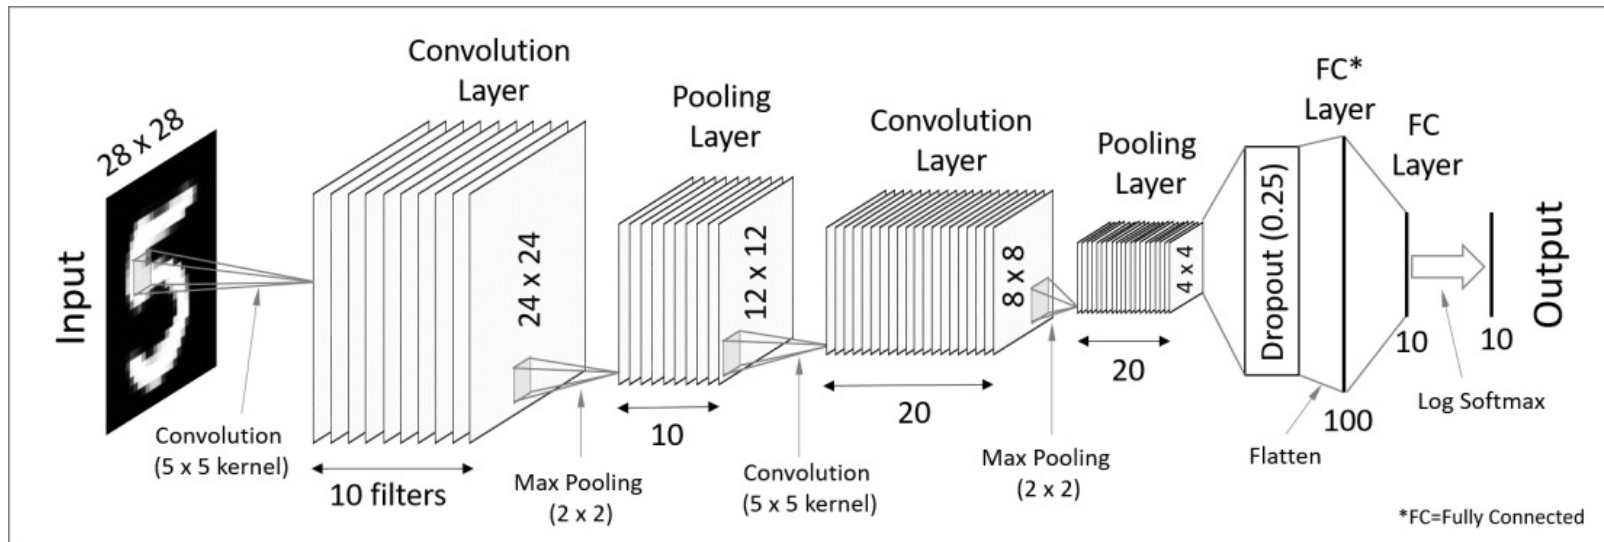 Input
28 x 28
Convolution
(5 x 5 kernel)
Convolution
Layer
24 x 24
10 filters
Max Pooling
(2 x 2)
Pooling
Layer
12 x 12
10
Convolution
(5 x 5 kernel)
Convolution
Layer
8 x 8
20
Max Pooling
(2 x 2)
Pooling
Layer
4 x 4
20
Dropout (0.25)
Flatten
FC*
Layer
100
FC
Layer
10
Log Softmax
10
Output
*FC=Fully Connected